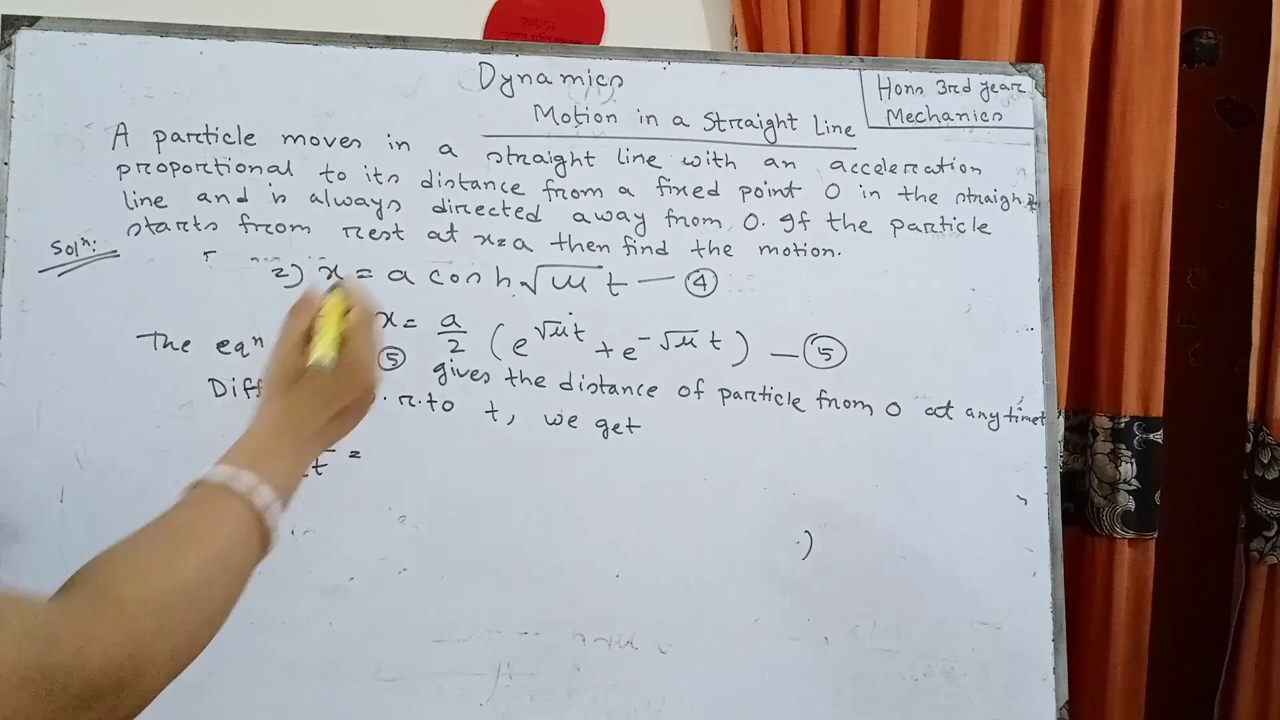 Dynamics
Motion in a Straight Line
Hons 3rd year
Mechanics
A particle moves in a straight line with an acceleration
proportional to its distance from a fixed point O in the straight
line and is always directed away from O. If the particle
starts from rest at x=a then find the motion.
Solⁿ:
⇒ x = a cosh √μ t — ④
x = a/2 (e^√μt + e^-√μt) — ⑤
The eqn ⑤ gives the distance of particle from O at any time t
Diff w.r.to t, we get
t =
)